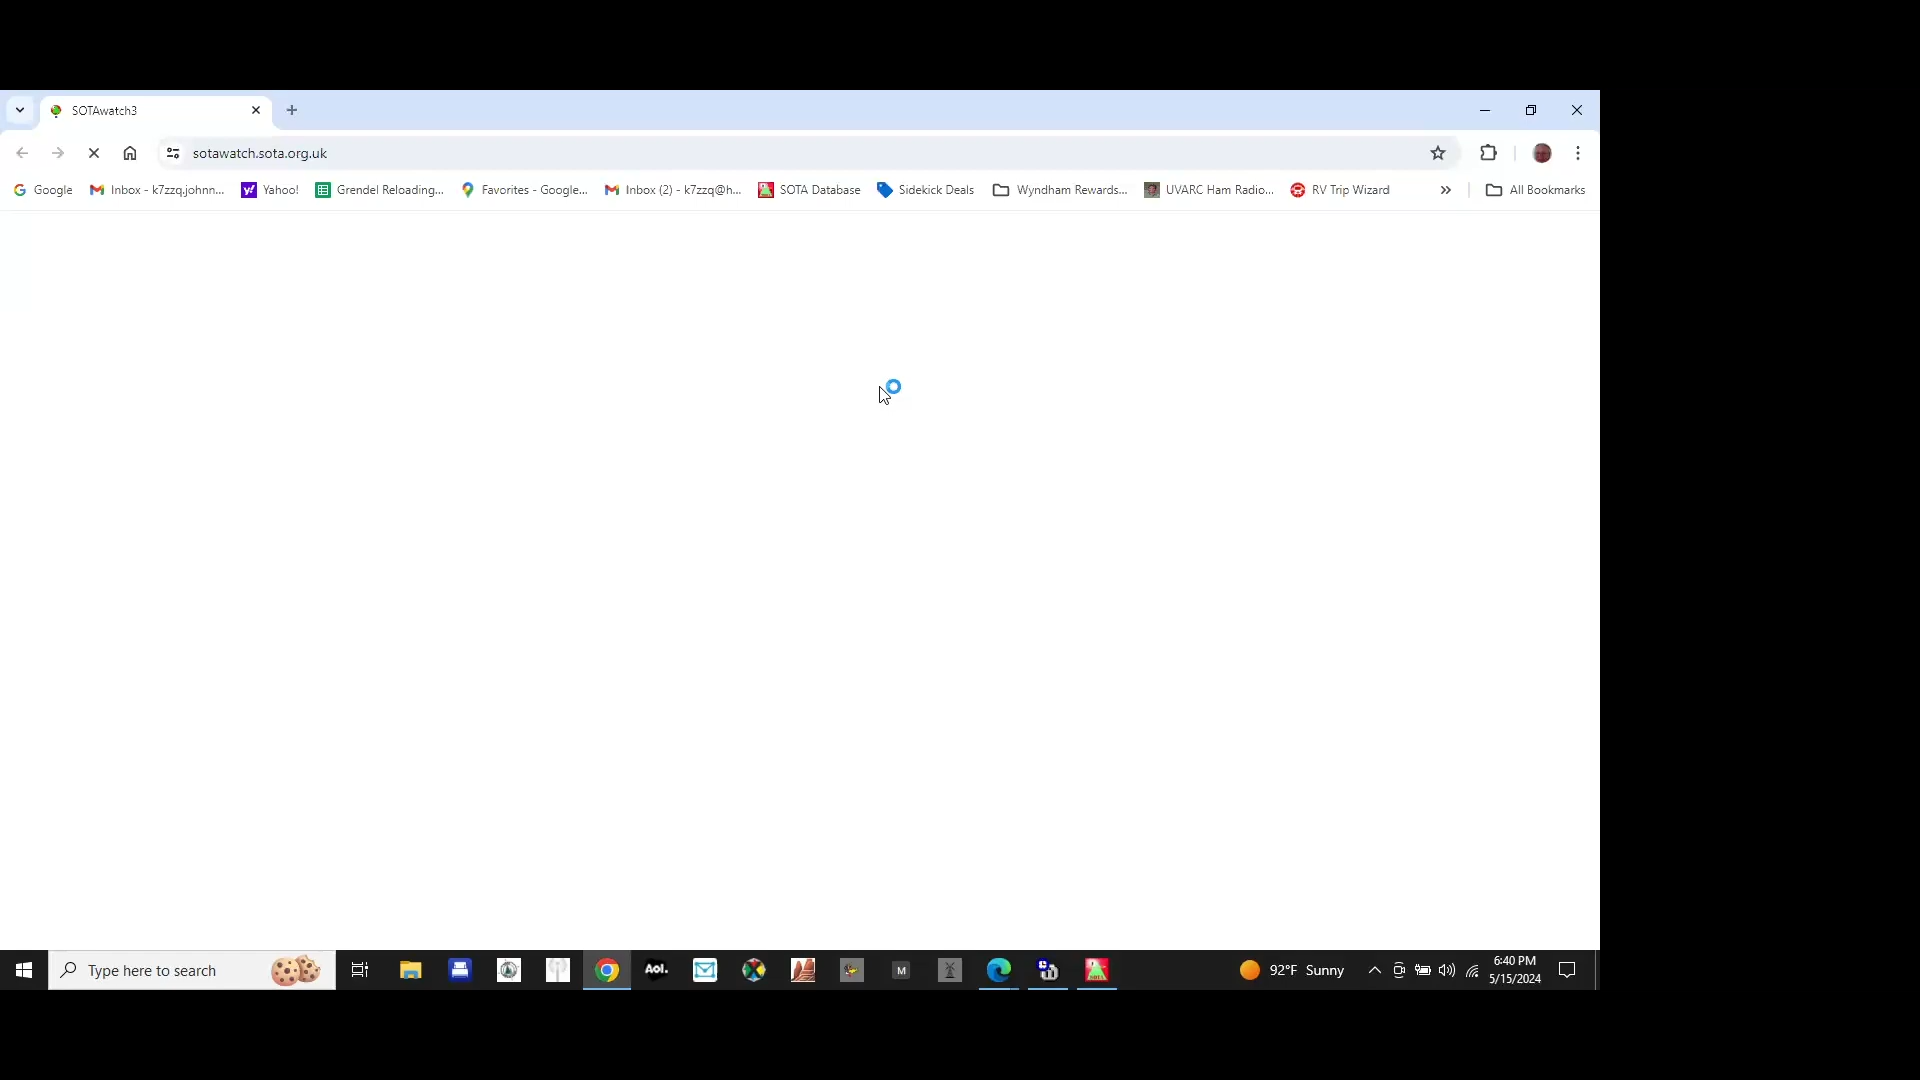 SOTAwatch3
sotawatch.sota.org.uk
Google
Inbox - k7zzq.johnn...
y!
Yahoo!
Grendel Reloading...
Favorites - Google...
Inbox (2) - k7zzq@h...
SOTA Database
Sidekick Deals
Wyndham Rewards...
UVARC Ham Radio...
RV Trip Wizard
All Bookmarks
Type here to search
Aol.
M
SOTA
92°F Sunny
6:40 PM
5/15/2024